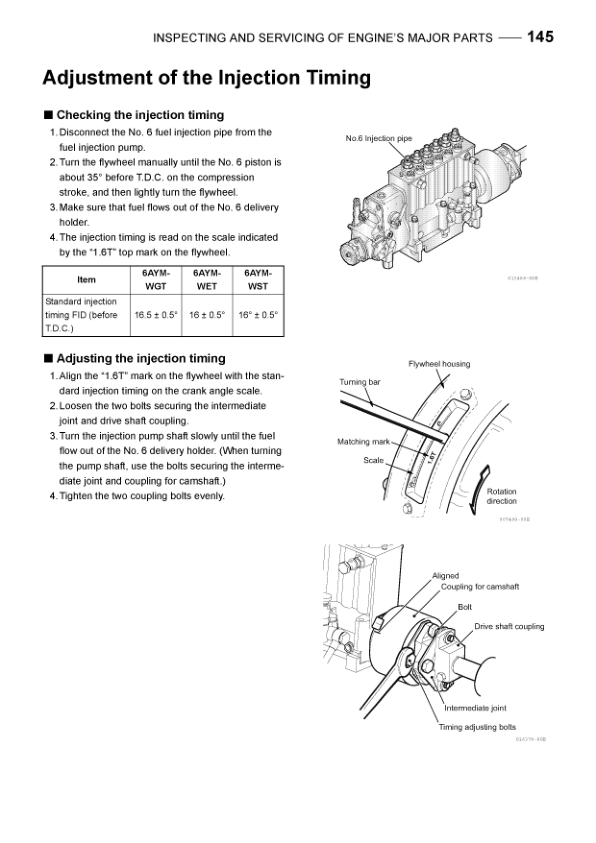 INSPECTING AND SERVICING OF ENGINE'S MAJOR PARTS —— 145
Adjustment of the Injection Timing
■ Checking the injection timing
1. Disconnect the No. 6 fuel injection pipe from the
fuel injection pump.
2. Turn the flywheel manually until the No. 6 piston is
about 35° before T.D.C. on the compression
stroke, and then lightly turn the flywheel.
3. Make sure that fuel flows out of the No. 6 delivery
holder.
4. The injection timing is read on the scale indicated
by the “1.6T” top mark on the flywheel.
Item
6AYM-
WGT
6AYM-
WET
6AYM-
WST
Standard injection
timing FID (before
T.D.C.)
16.5 ± 0.5°
16 ± 0.5°
16° ± 0.5°
No.6 Injection pipe
■ Adjusting the injection timing
1. Align the “1.6T” mark on the flywheel with the stan-
dard injection timing on the crank angle scale.
2. Loosen the two bolts securing the intermediate
joint and drive shaft coupling.
3. Turn the injection pump shaft slowly until the fuel
flow out of the No. 6 delivery holder. (When turning
the pump shaft, use the bolts securing the interme-
diate joint and coupling for camshaft.)
4. Tighten the two coupling bolts evenly.
Flywheel housing
Turning bar
Matching mark
Scale
1.6T
Rotation
direction
Aligned
Coupling for camshaft
Bolt
Drive shaft coupling
Intermediate joint
Timing adjusting bolts